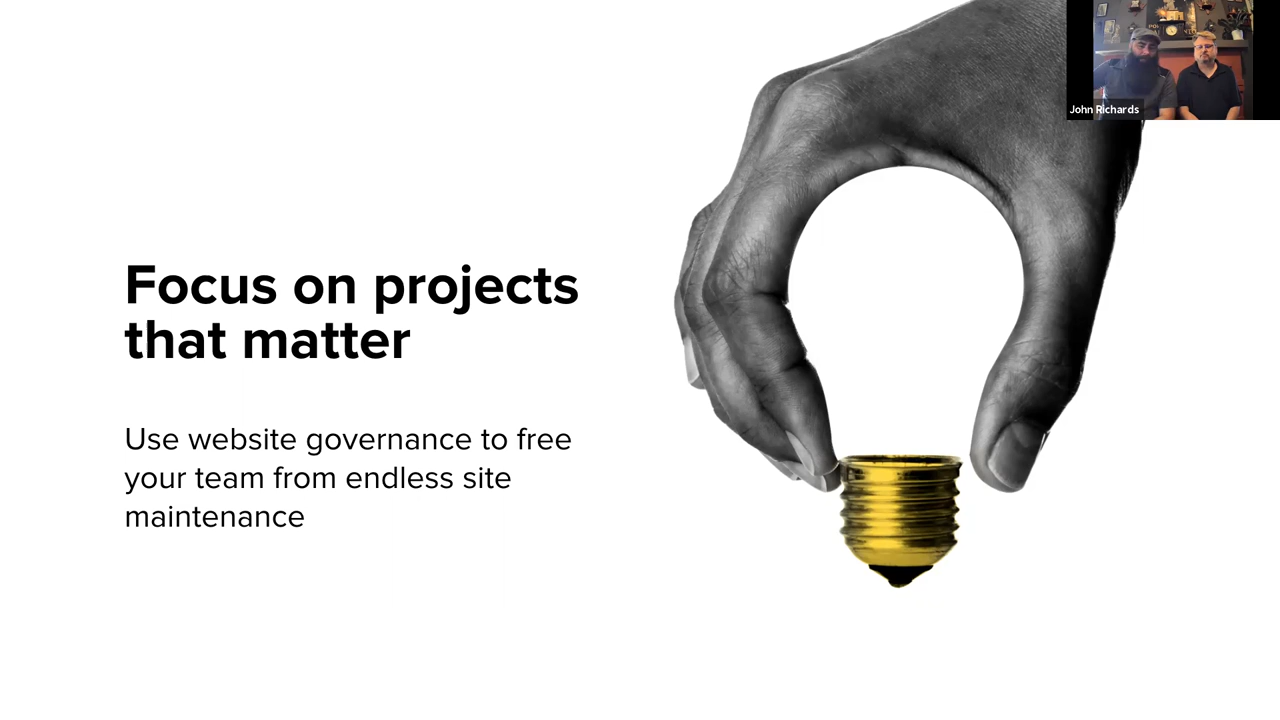 Focus on projects
that matter
Use website governance to free
your team from endless site
maintenance
John Richards